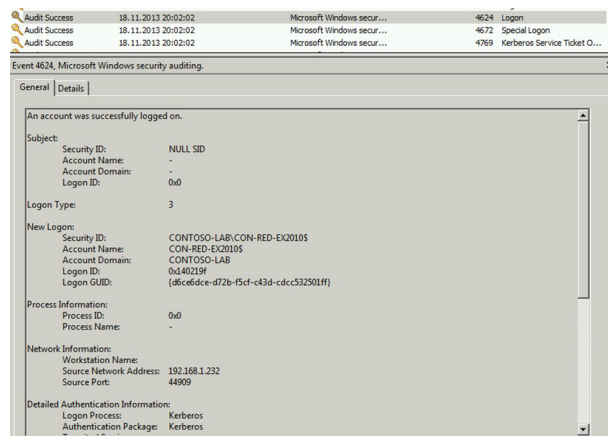 Audit Success 18.11.2013 20:02:02 Microsoft Windows secur... 4624 Logon
Audit Success 18.11.2013 20:02:02 Microsoft Windows secur... 4672 Special Logon
Audit Success 18.11.2013 20:02:02 Microsoft Windows secur... 4769 Kerberos Service Ticket O...
Event 4624, Microsoft Windows security auditing.
General Details
An account was successfully logged on.
Subject:
Security ID: NULL SID
Account Name: -
Account Domain: -
Logon ID: 0x0
Logon Type: 3
New Logon:
Security ID: CONTOSO-LAB\CON-RED-EX2010$
Account Name: CON-RED-EX2010$
Account Domain: CONTOSO-LAB
Logon ID: 0x140219f
Logon GUID: {d6ce6dce-d72b-f5cf-c43d-cdcc532501ff}
Process Information:
Process ID: 0x0
Process Name: -
Network Information:
Workstation Name:
Source Network Address: 192.168.1.232
Source Port: 44909
Detailed Authentication Information:
Logon Process: Kerberos
Authentication Package: Kerberos